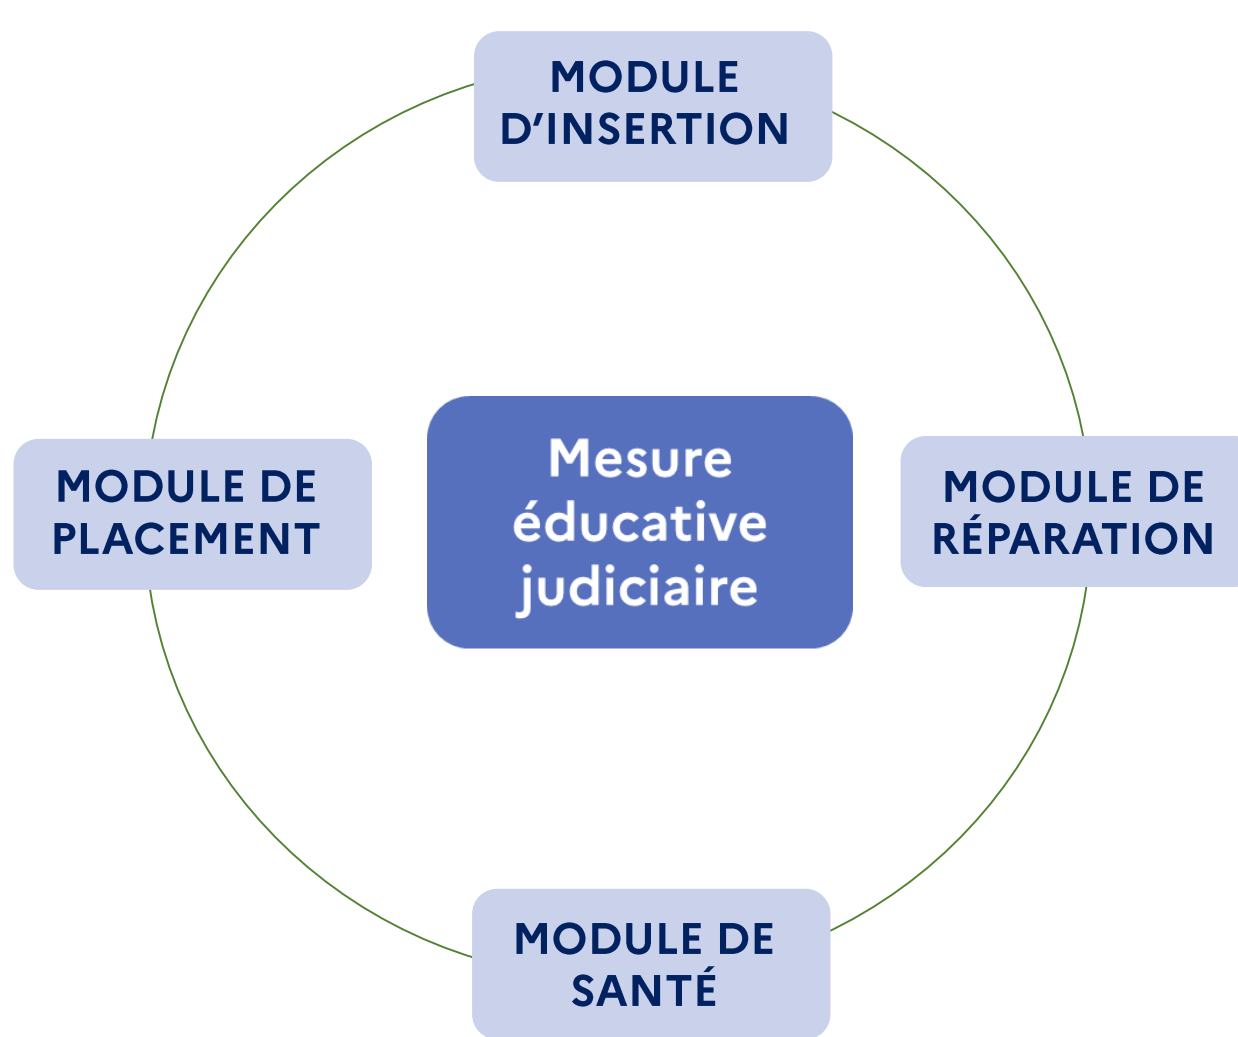 MODULE
D’INSERTION
MODULE DE
PLACEMENT
Mesure
éducative
judiciaire
MODULE DE
RÉPARATION
MODULE DE
SANTÉ